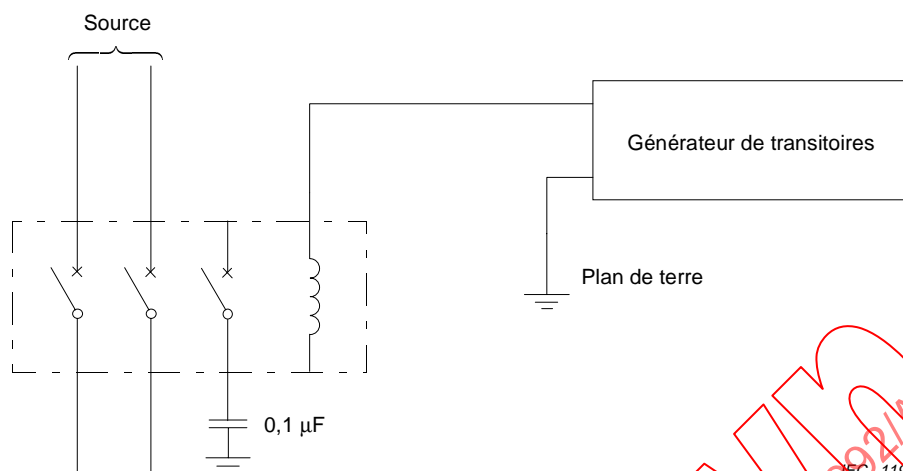 Source
Générateur de transitoires
Plan de terre
0,1 µF